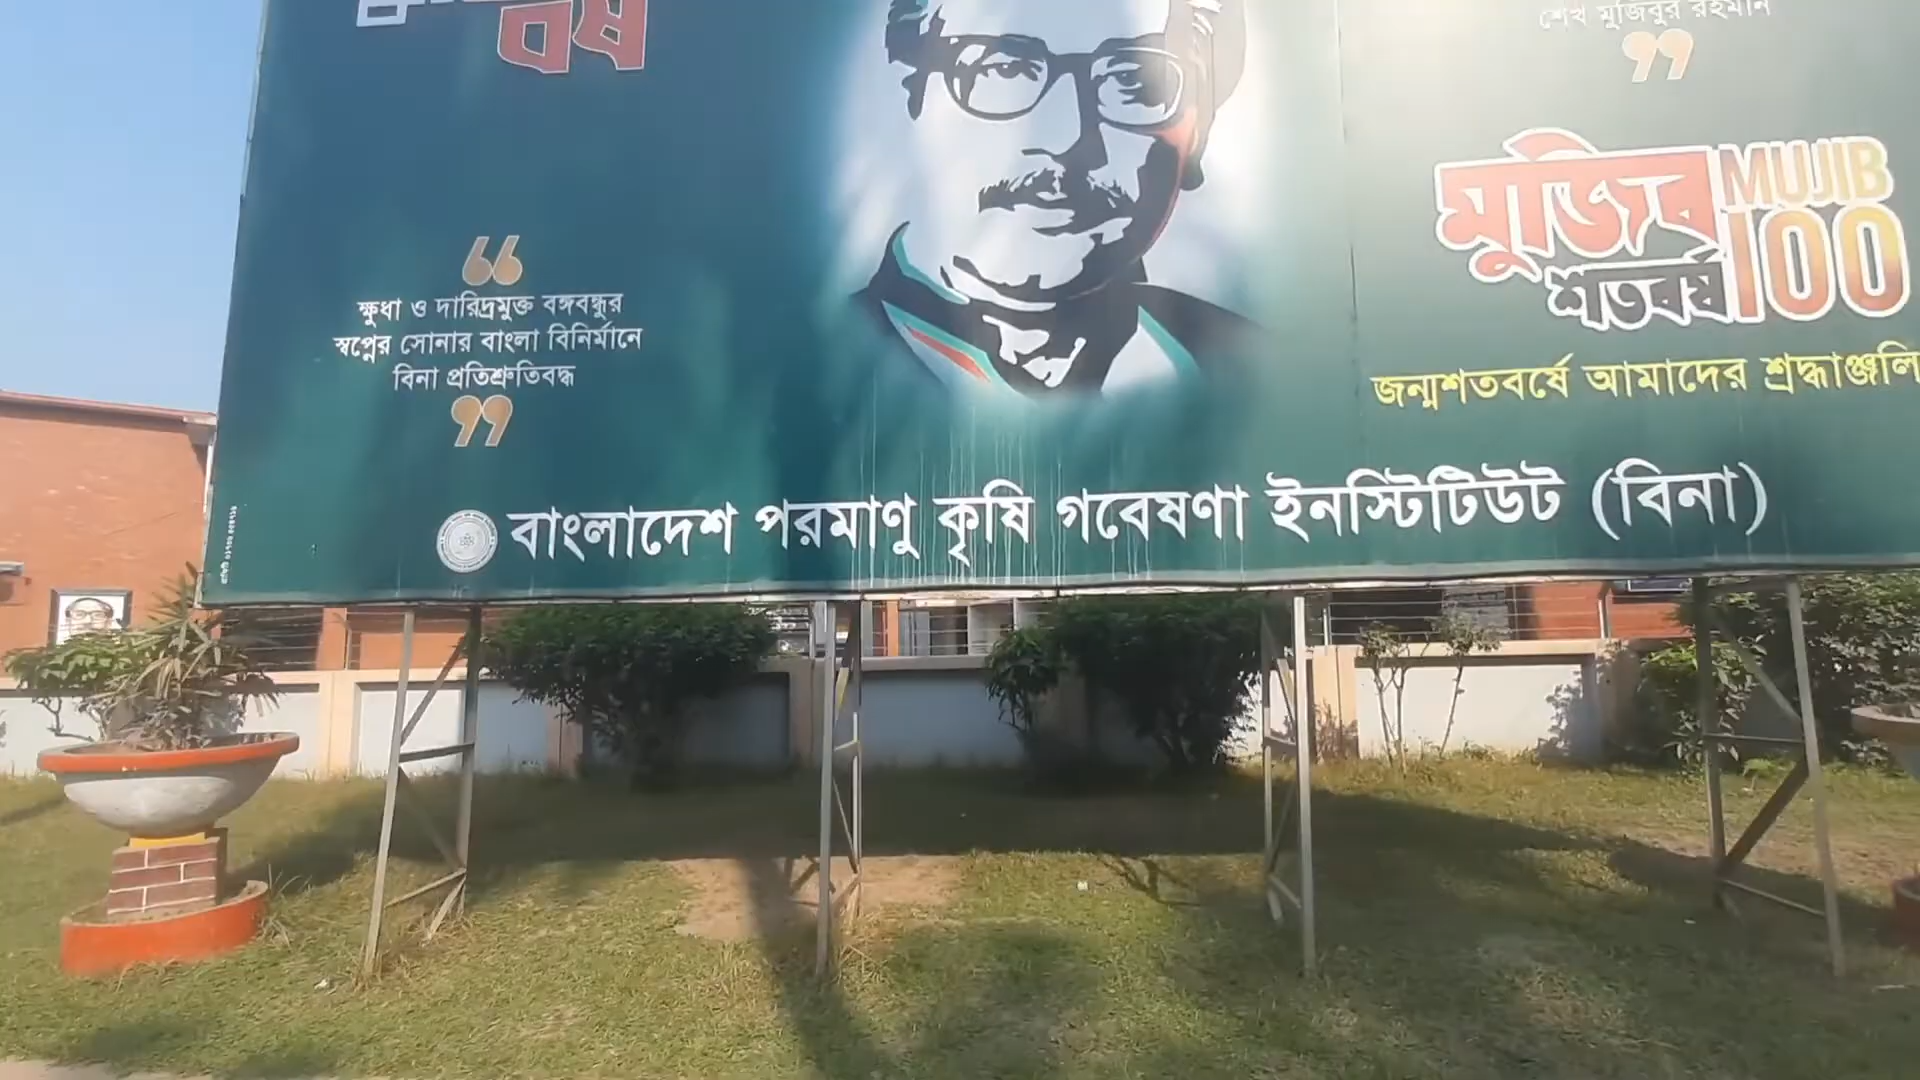 বর্ষ
শেখ মুজিবুর রহমান
”
“
ক্ষুধা ও দারিদ্রমুক্ত বঙ্গবন্ধুর
স্বপ্নের সোনার বাংলা বিনির্মানে
বিনা প্রতিশ্রুতিবদ্ধ
”
মুজিব MUJIB
শতবর্ষ 100
জন্মশতবর্ষে আমাদের শ্রদ্ধাঞ্জলি
বাংলাদেশ পরমাণু কৃষি গবেষণা ইনস্টিটিউট (বিনা)